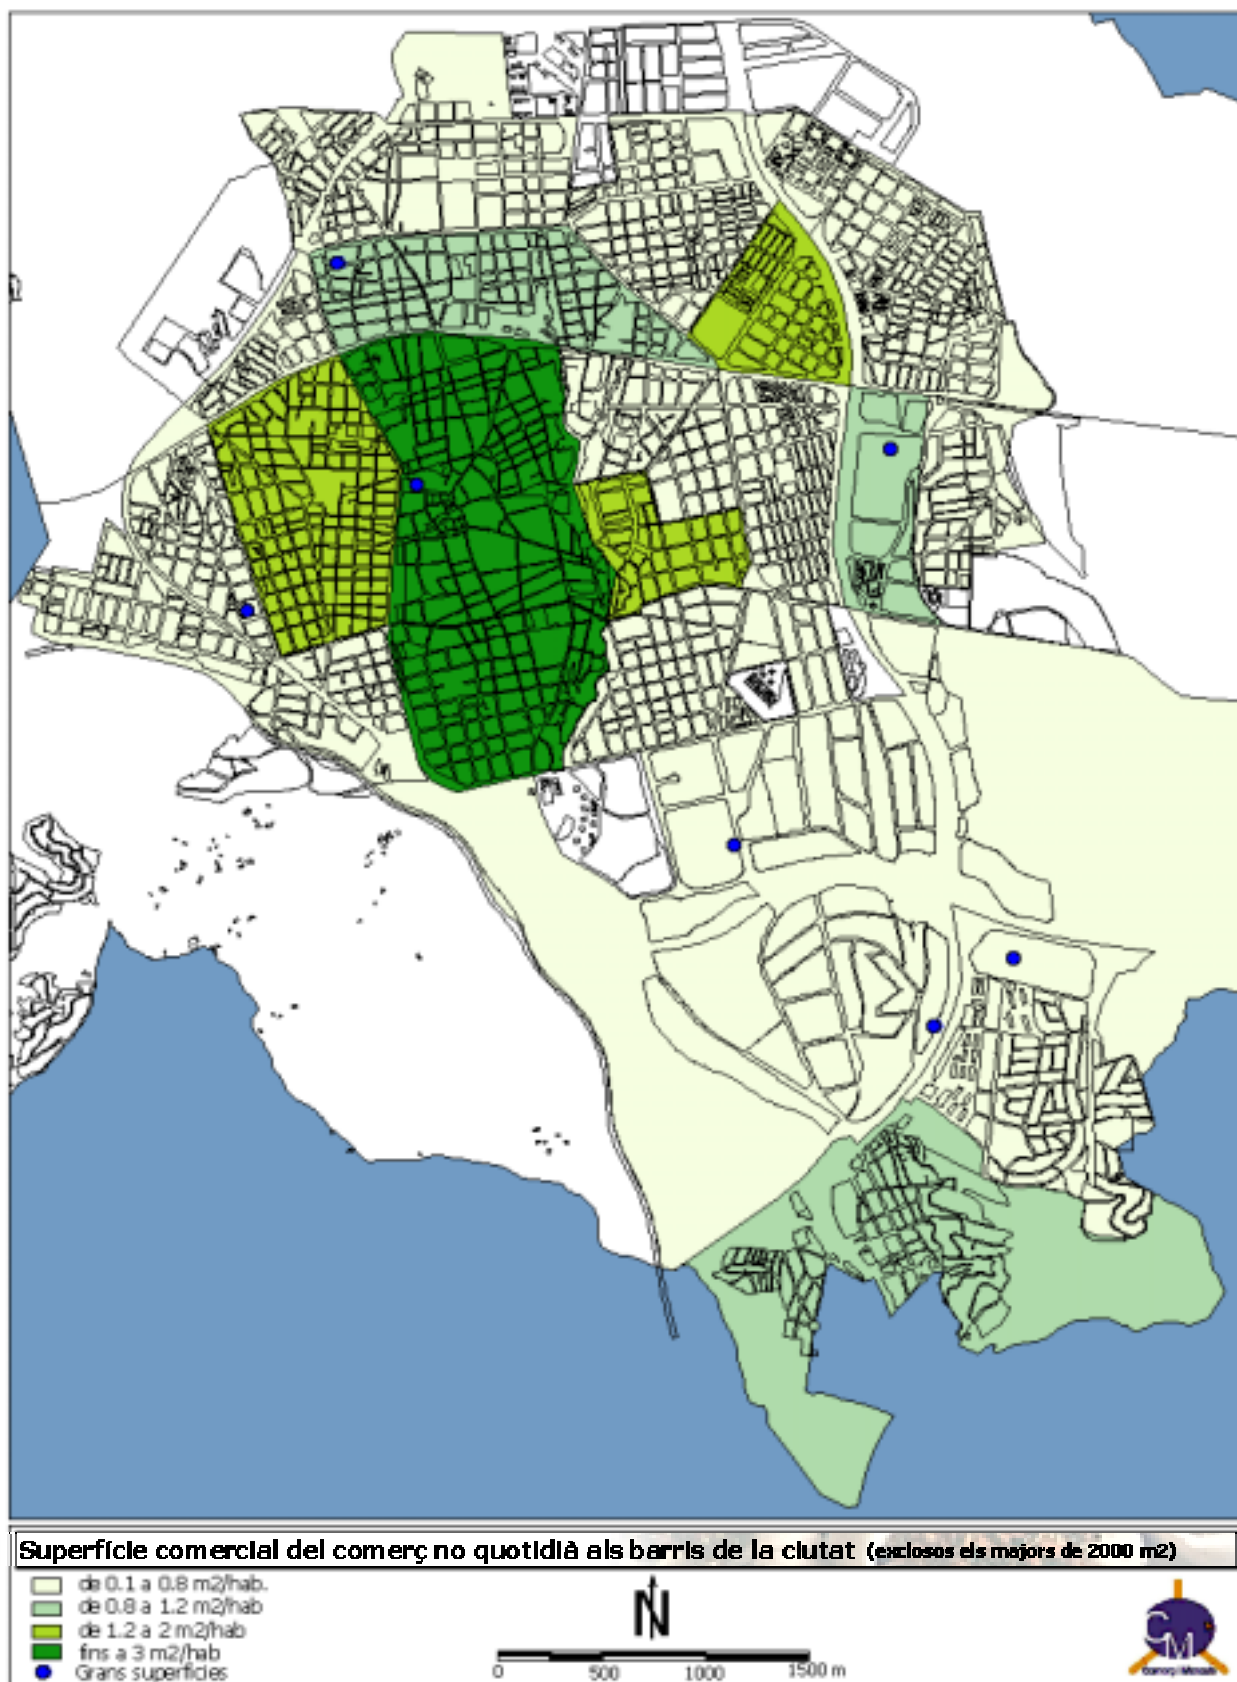 Superfície comercial del comerç no quotidià als barris de la ciutat (exclosos els majors de 2000 m2)
de 0.1 a 0.8 m2/hab.
de 0.8 a 1.2 m2/hab
de 1.2 a 2 m2/hab
fins a 3 m2/hab
Grans superfícies
N
0 500 1000 1500 m
CM